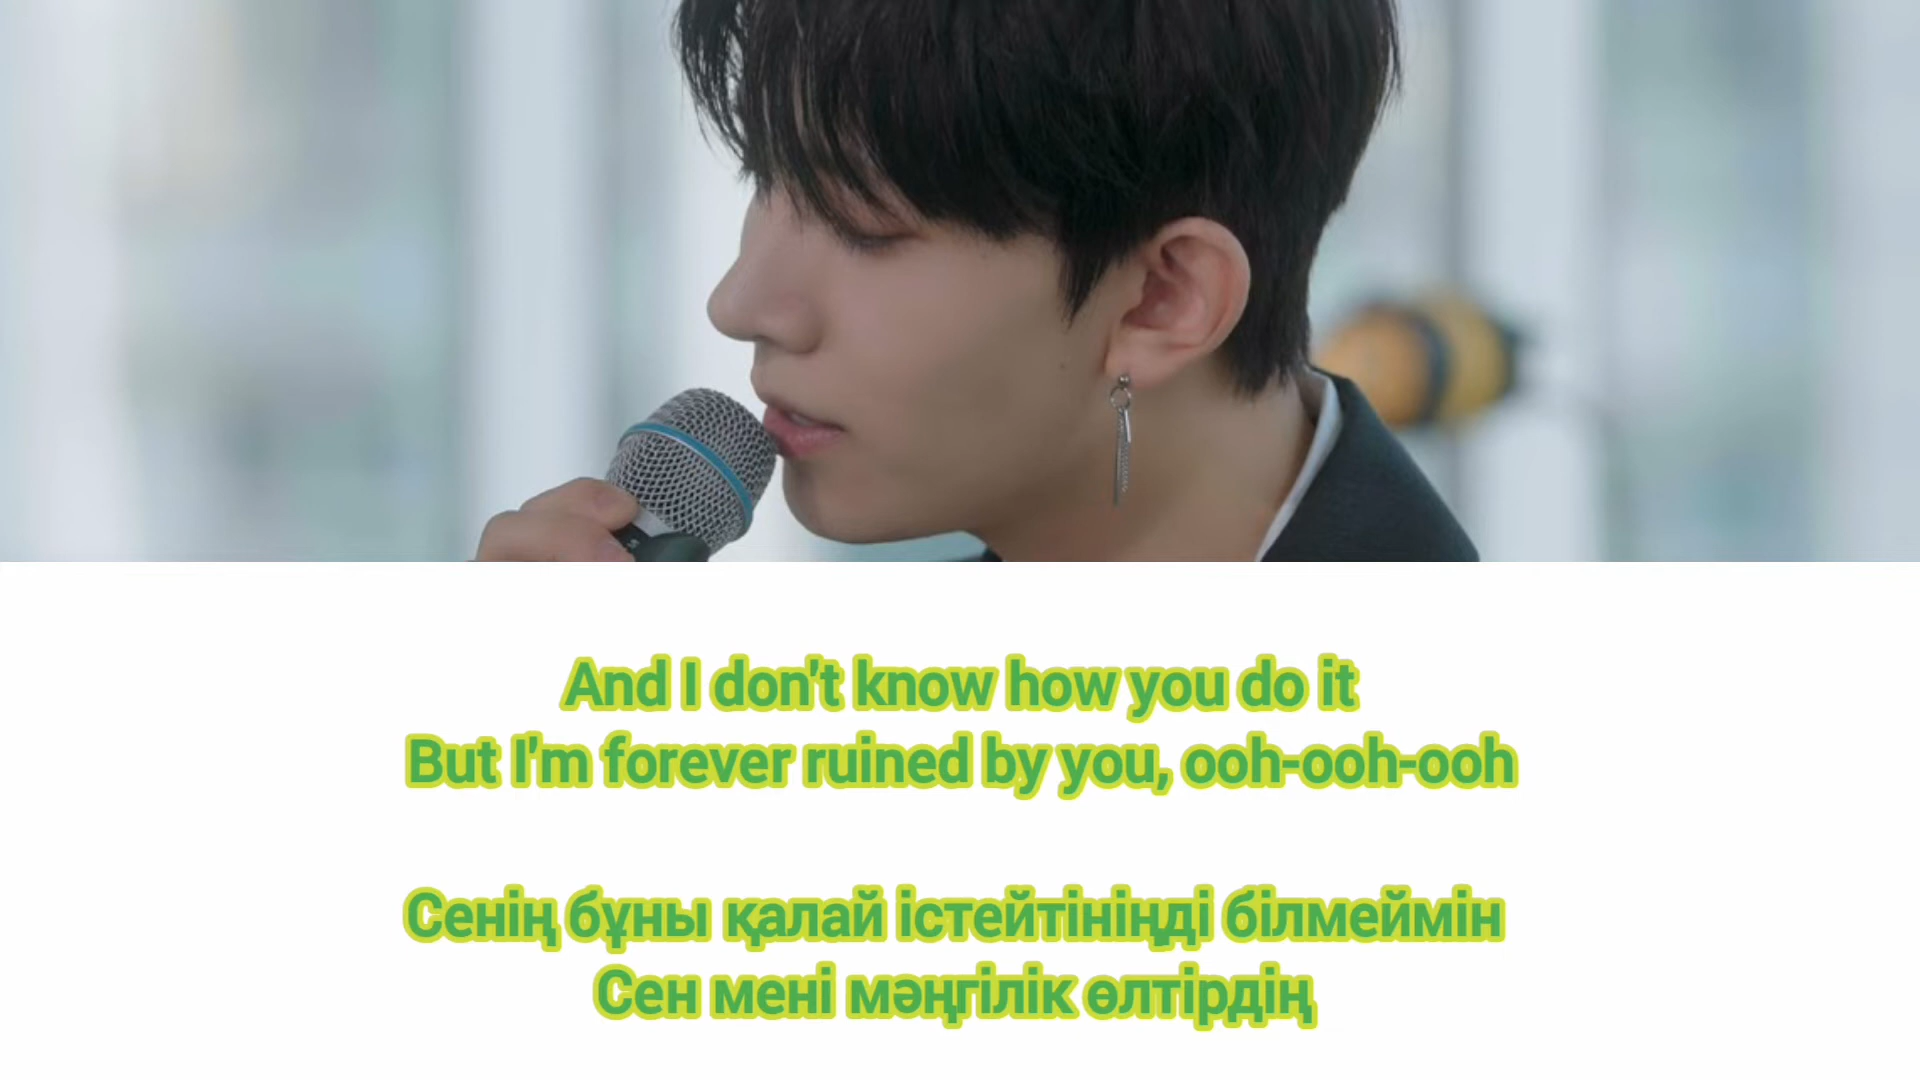 And I don't know how you do it
But I'm forever ruined by you, ooh-ooh-ooh
Сенің бұны қалай істейтініңді білмеймін
Сен мені мәңгілік өлтірдің